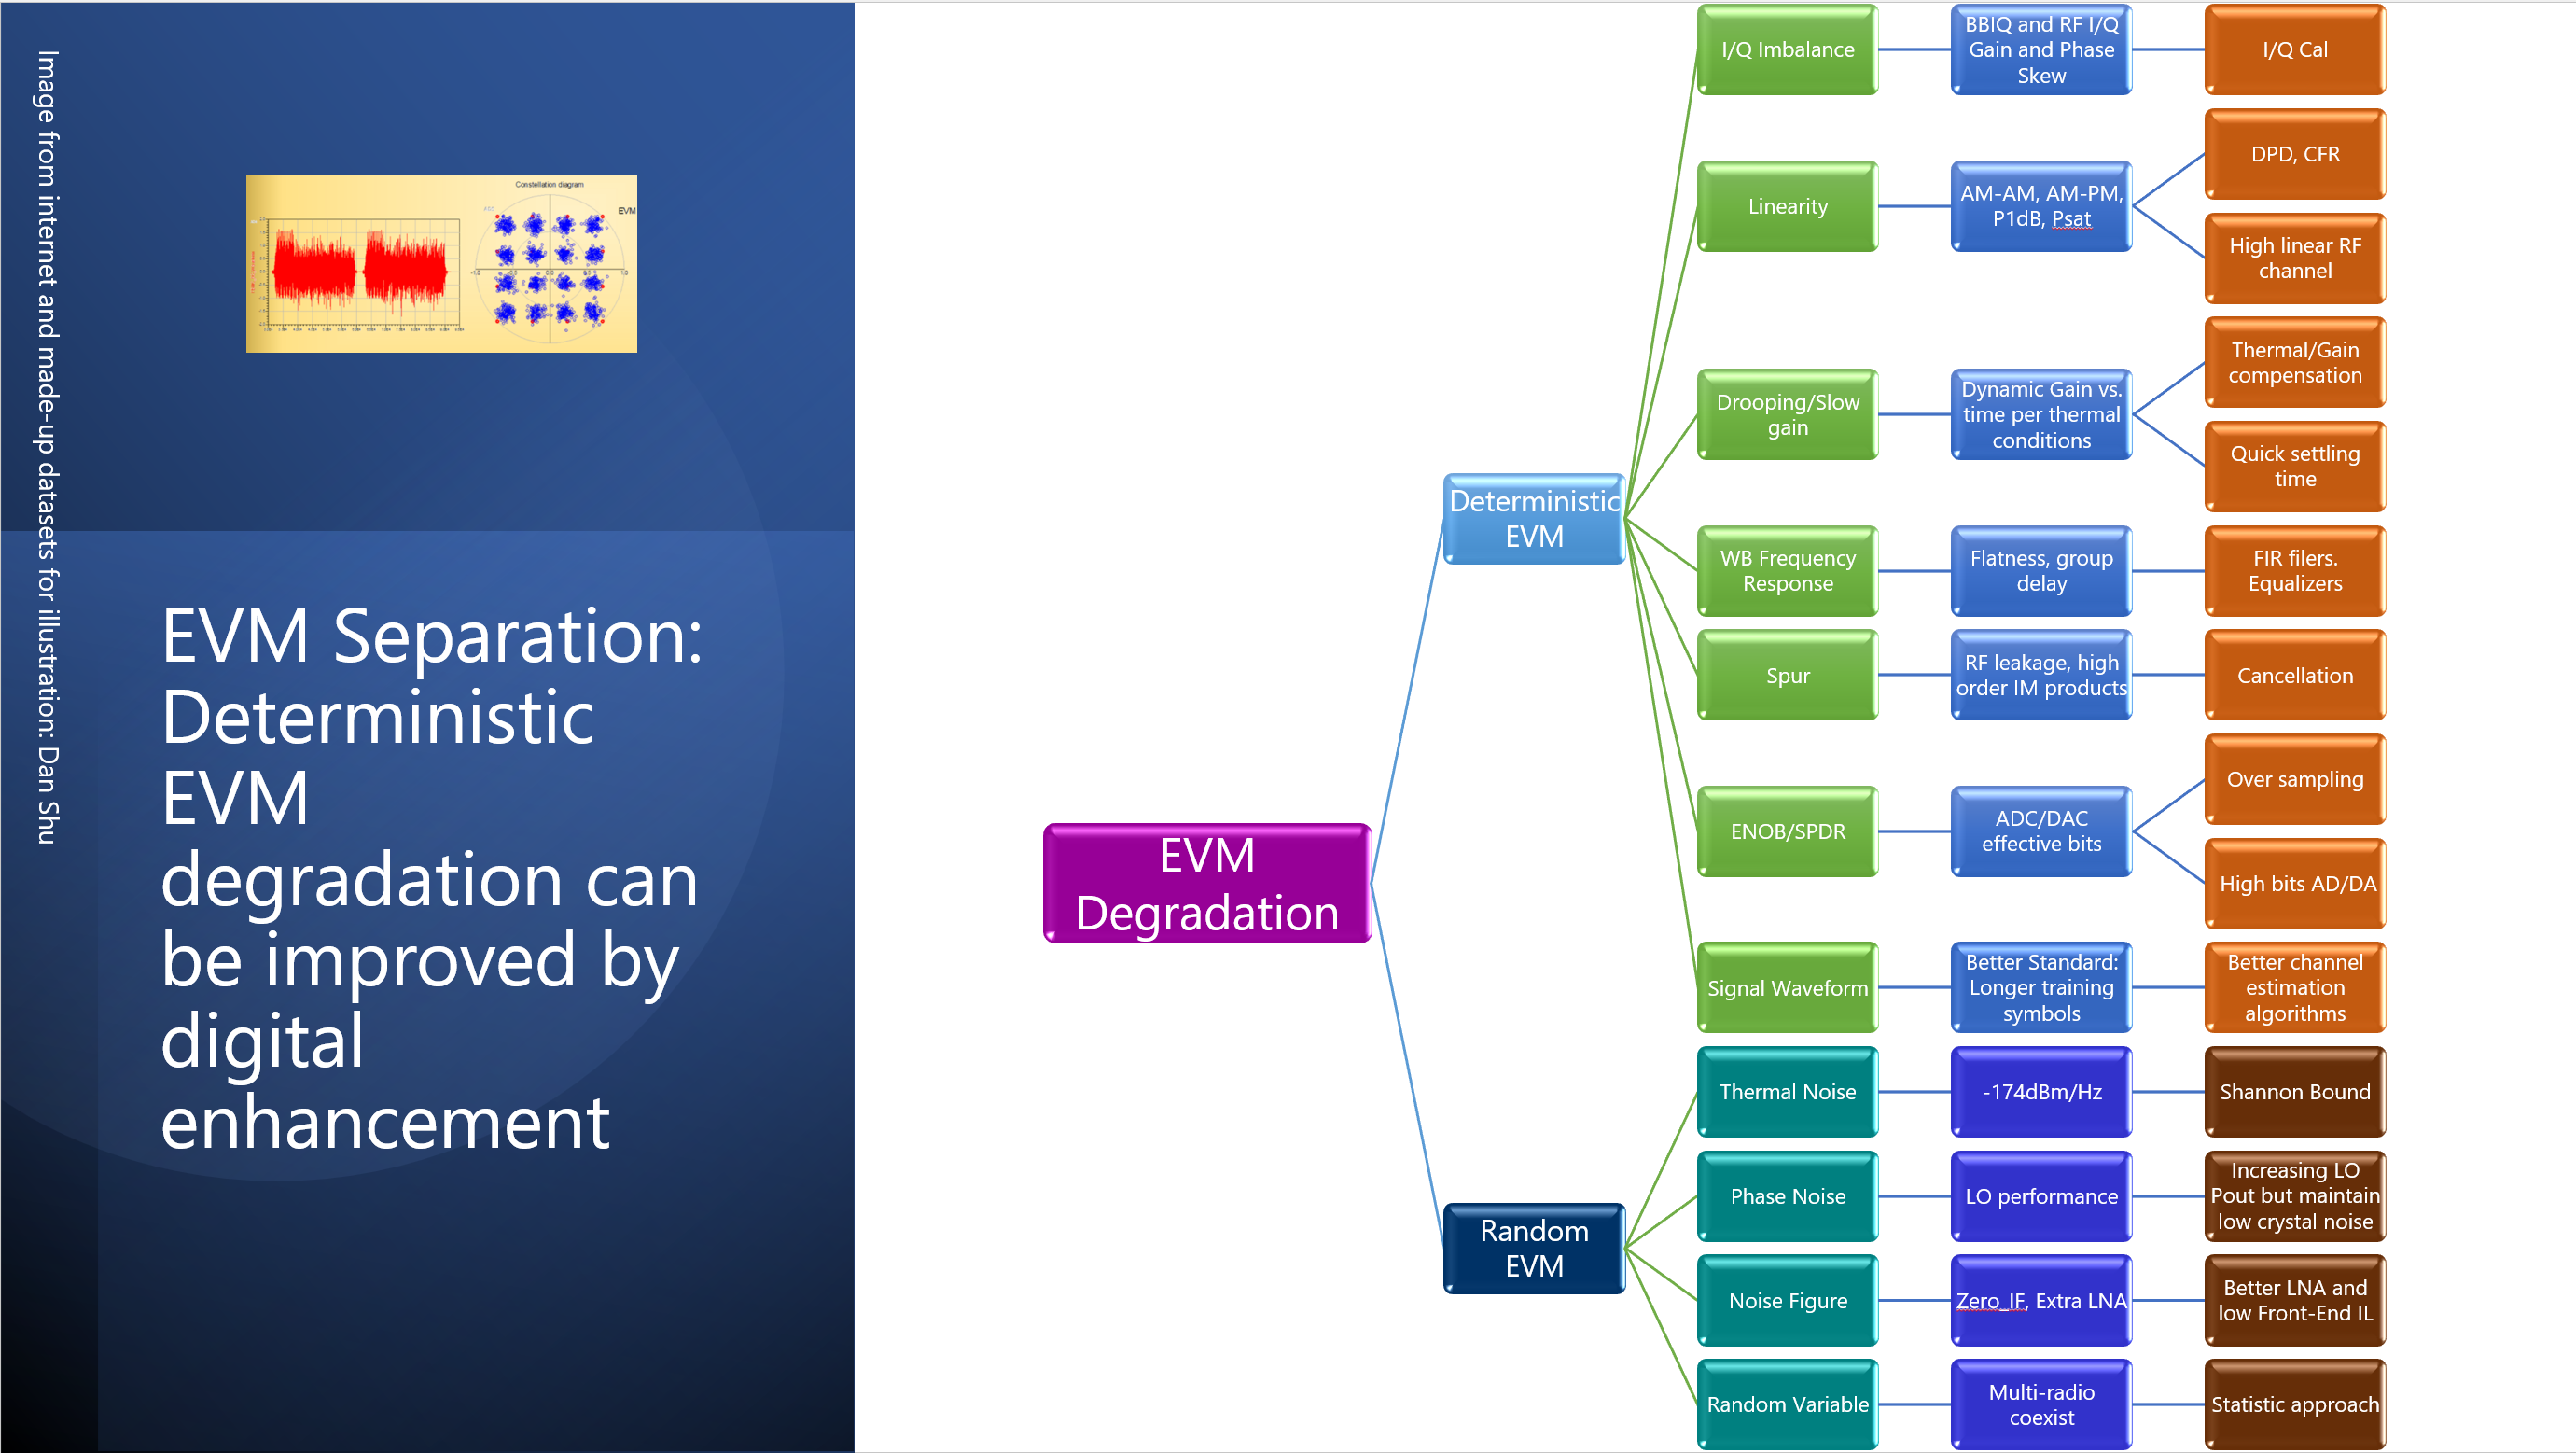 Image from internet and made-up datasets for illustration: Dan Shu
Constellation diagram
EVM
EVM Separation:
Deterministic
EVM
degradation can
be improved by
digital
enhancement
EVM
Degradation
Deterministic
EVM
I/Q Imbalance
BBIQ and RF I/Q
Gain and Phase
Skew
I/Q Cal
Linearity
AM-AM, AM-PM,
P1dB, Psat
DPD, CFR
High linear RF
channel
Drooping/Slow
gain
Dynamic Gain vs.
time per thermal
conditions
Thermal/Gain
compensation
Quick settling
time
WB Frequency
Response
Flatness, group
delay
FIR filers.
Equalizers
Spur
RF leakage, high
order IM products
Cancellation
ENOB/SPDR
ADC/DAC
effective bits
Over sampling
High bits AD/DA
Signal Waveform
Better Standard:
Longer training
symbols
Better channel
estimation
algorithms
Random
EVM
Thermal Noise
-174dBm/Hz
Shannon Bound
Phase Noise
LO performance
Increasing LO
Pout but maintain
low crystal noise
Noise Figure
Zero_IF, Extra LNA
Better LNA and
low Front-End IL
Random Variable
Multi-radio
coexist
Statistic approach